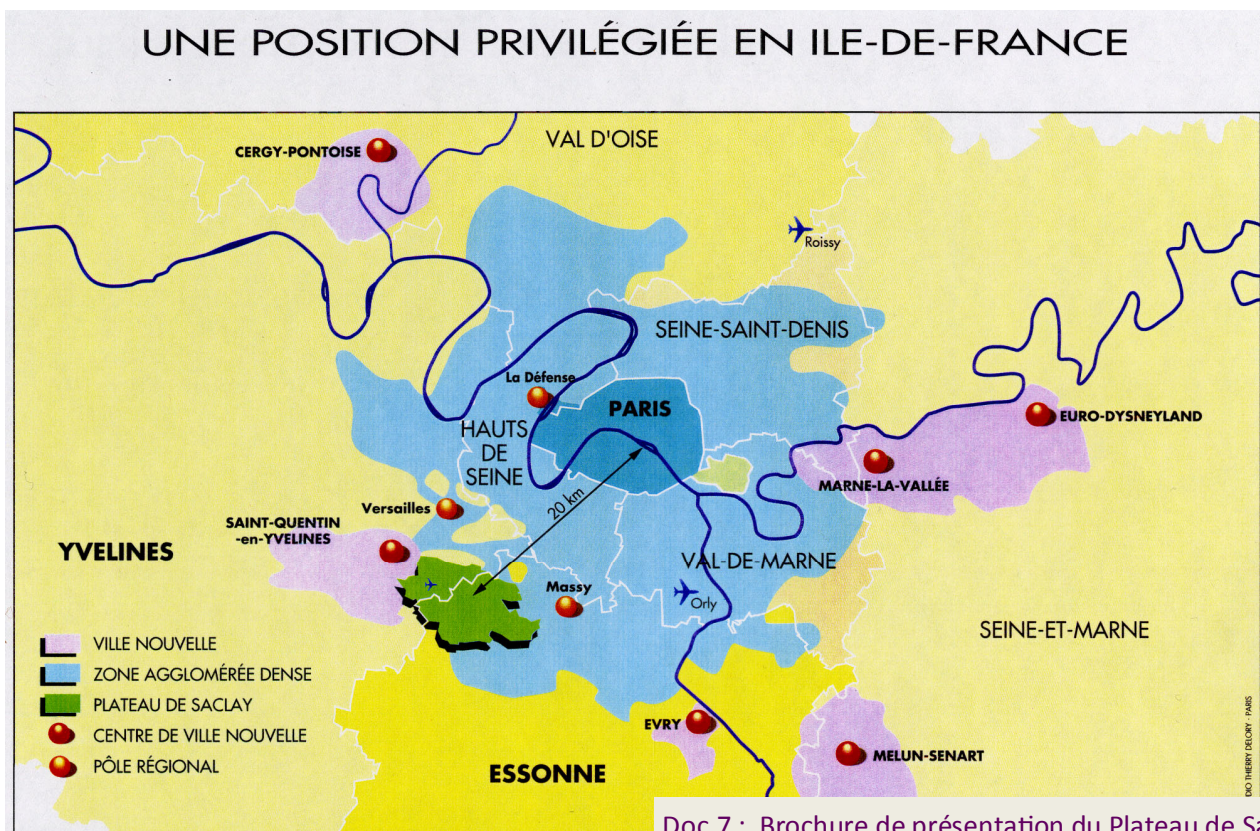 UNE POSITION PRIVILÉGIÉE EN ILE-DE-FRANCE
VAL D'OISE
CERGY-PONTOISE
Roissy
SEINE-SAINT-DENIS
La Défense
PARIS
EURO-DYSNEYLAND
HAUTS
DE
SEINE
MARNE-LA-VALLÉE
20 km
Versailles
SAINT-QUENTIN
-en-YVELINES
YVELINES
VAL-DE-MARNE
Massy
Orly
SEINE-ET-MARNE
VILLE NOUVELLE
ZONE AGGLOMÉRÉE DENSE
PLATEAU DE SACLAY
CENTRE DE VILLE NOUVELLE
PÔLE RÉGIONAL
EVRY
MELUN-SENART
ESSONNE
DIO THIERRY DELORY - PARIS
Doc 7 : Brochure de présentation du Plateau de Sa